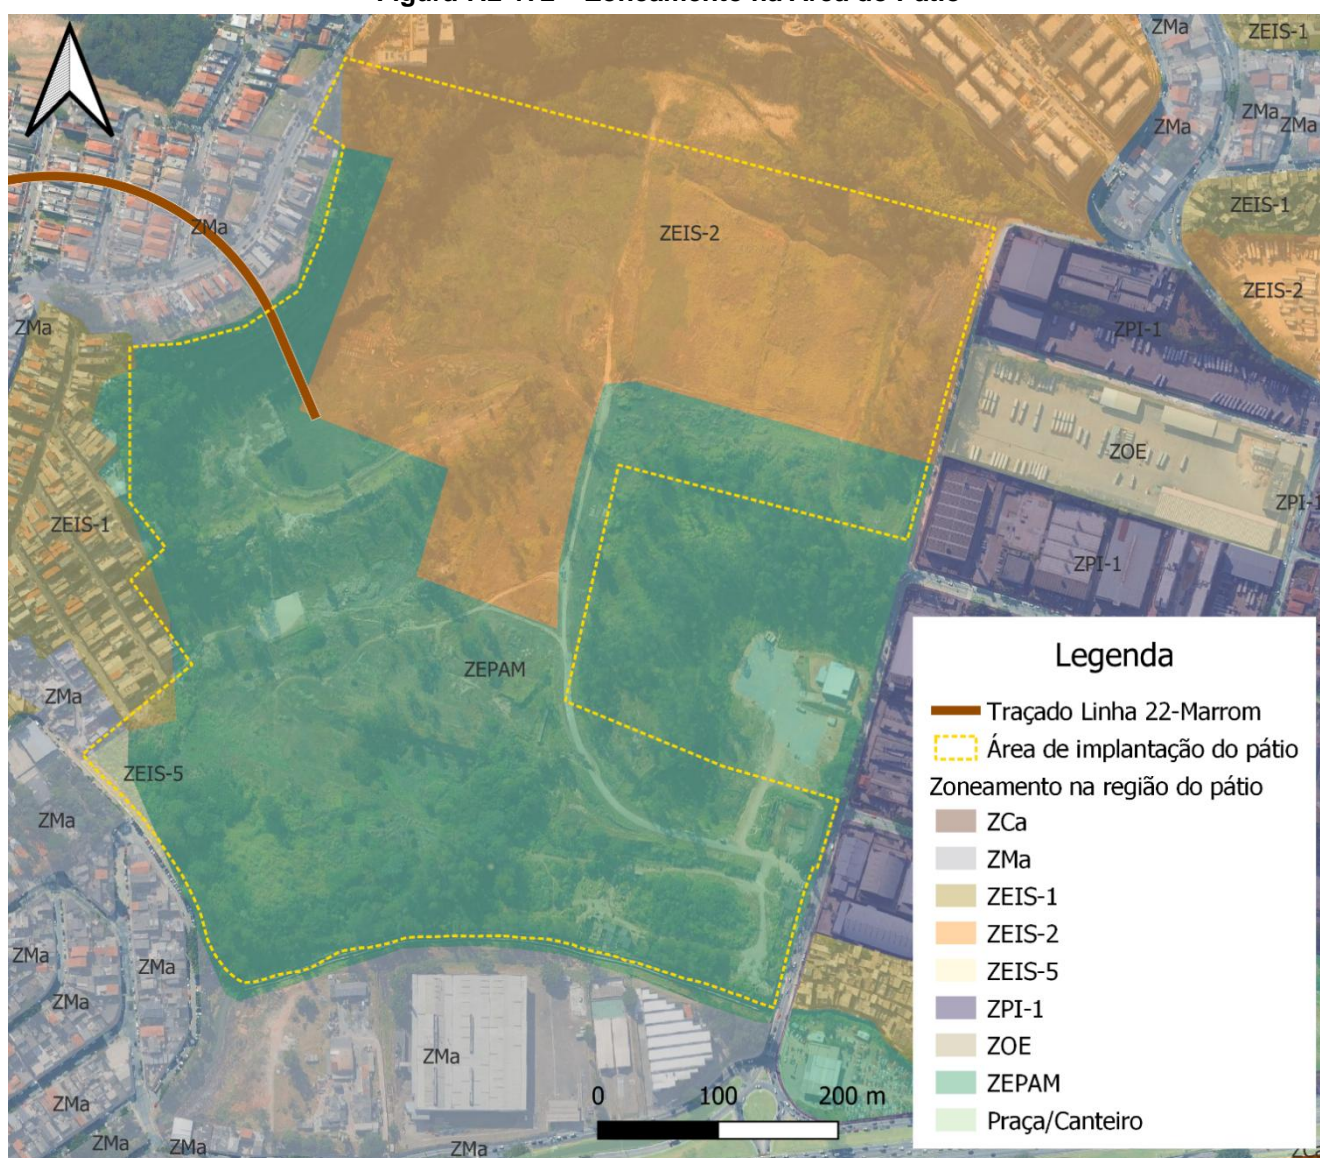 ZMa
ZEIS-1
ZMa
ZMa
ZMa
ZEIS-1
ZMa
ZEIS-2
ZEIS-2
ZMa
ZPI-1
ZOE
ZPI-1
ZEIS-1
ZPI-1
ZEPAM
ZMa
ZEIS-5
ZMa
ZMa
ZMa
ZMa
ZMa
ZMa
ZMa
ZMa
ZMa
0 100 200 m
Legenda
Traçado Linha 22-Marrom
Área de implantação do pátio
Zoneamento na região do pátio
ZCa
ZMa
ZEIS-1
ZEIS-2
ZEIS-5
ZPI-1
ZOE
ZEPAM
Praça/Canteiro